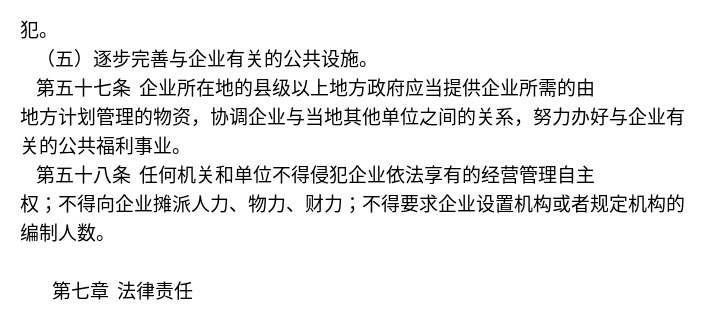 犯。
（五）逐步完善与企业有关的公共设施。
第五十七条 企业所在地的县级以上地方政府应当提供企业所需的由
地方计划管理的物资，协调企业与当地其他单位之间的关系，努力办好与企业有
关的公共福利事业。
第五十八条 任何机关和单位不得侵犯企业依法享有的经营管理自主
权；不得向企业摊派人力、物力、财力；不得要求企业设置机构或者规定机构的
编制人数。
第七章 法律责任